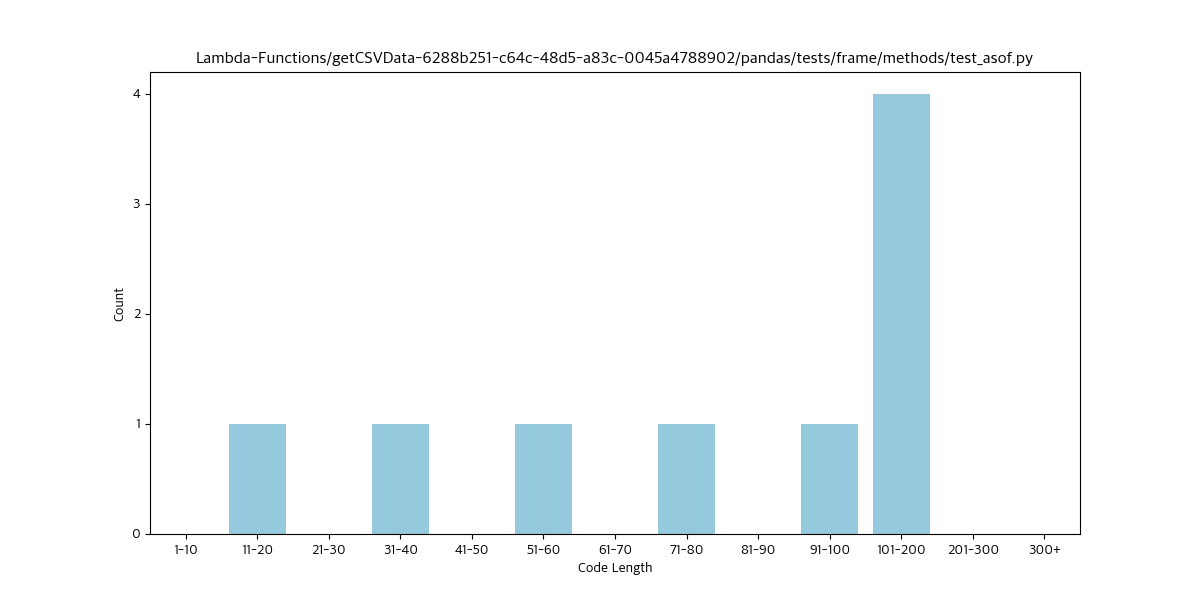 Lambda-Functions/getCSVData-6288b251-c64c-48d5-a83c-0045a4788902/pandas/tests/frame/methods/test_asof.py
4
3
2
1
0
Count
1-10 11-20 21-30 31-40 41-50 51-60 61-70 71-80 81-90 91-100 101-200 201-300 300+
Code Length